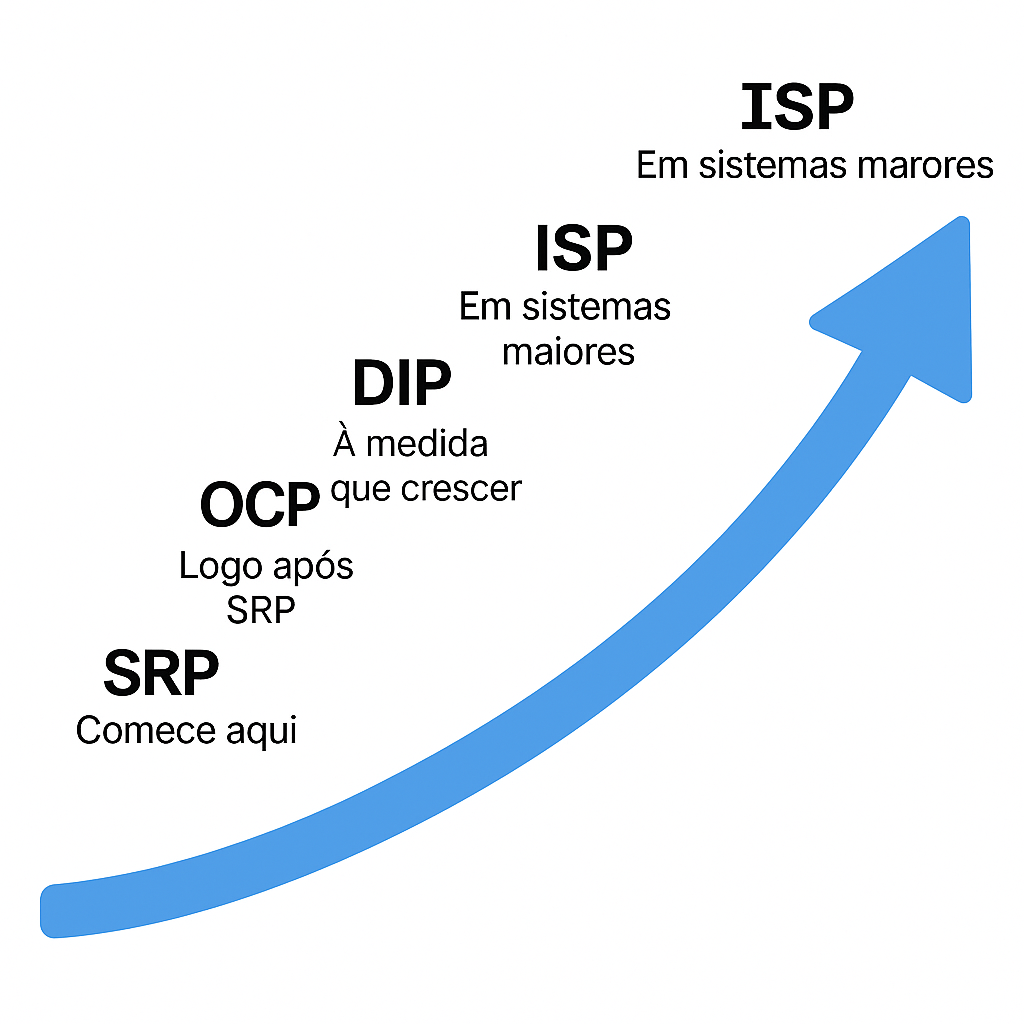 ISP
Em sistemas marores
ISP
Em sistemas
maiores
DIP
À medida
que crescer
OCP
Logo após
SRP
SRP
Comece aqui